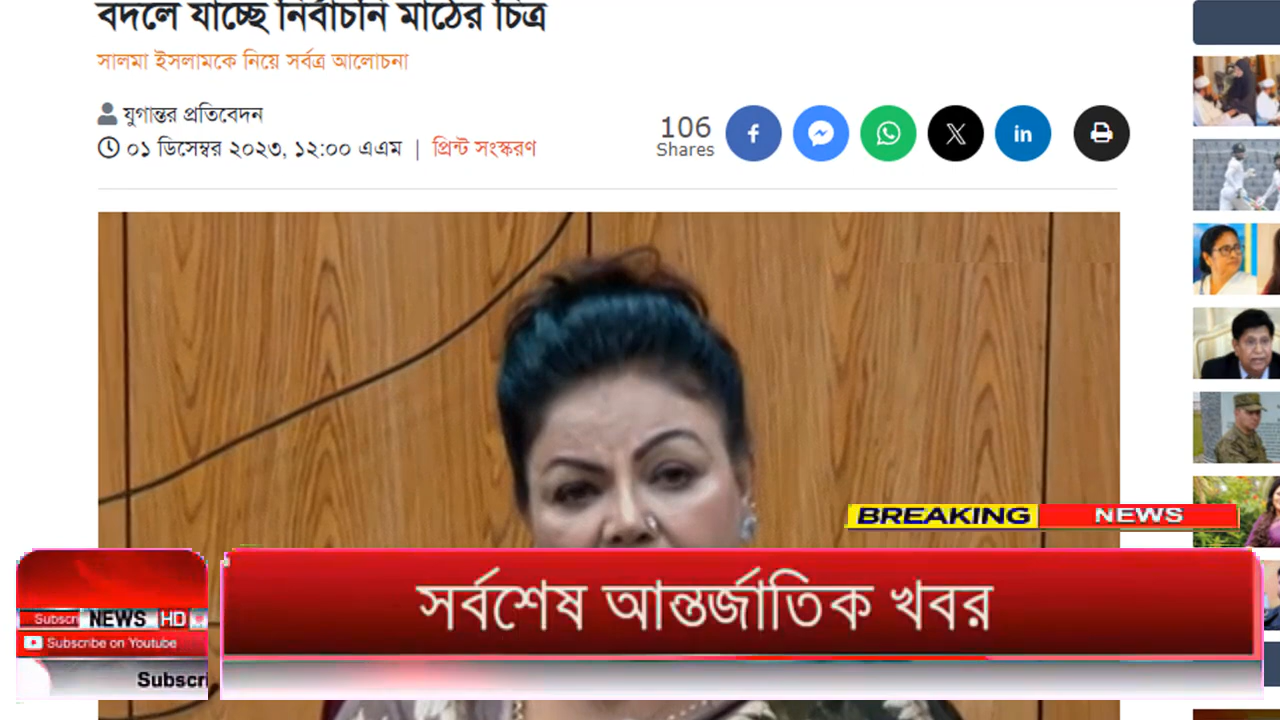 বদলে যাচ্ছে নির্বাচনি মাঠের চিত্র
সালমা ইসলামকে নিয়ে সর্বত্র আলোচনা
যুগান্তর প্রতিবেদন
০১ ডিসেম্বর ২০২৩, ১২:০০ এএম | প্রিন্ট সংস্করণ
106
Shares
BREAKING NEWS
সর্বশেষ আন্তর্জাতিক খবর
Subscri NEWS HD
Subscribe on Youtube
Subscri